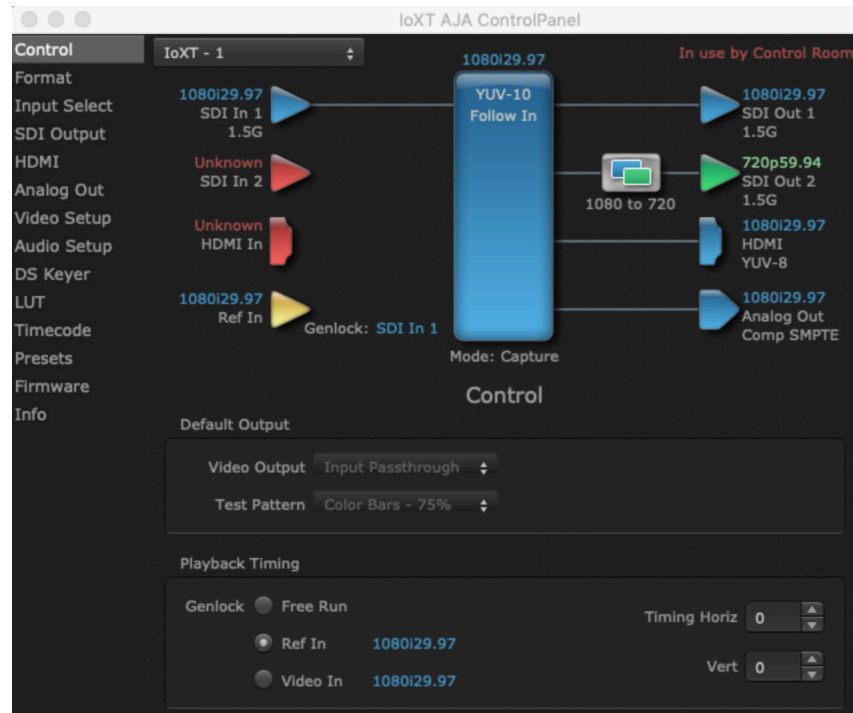 IoXT AJA ControlPanel
Control
Format
Input Select
SDI Output
HDMI
Analog Out
Video Setup
Audio Setup
DS Keyer
LUT
Timecode
Presets
Firmware
Info
IoXT - 1
1080i29.97
In use by Control Room
1080i29.97
SDI In 1
1.5G
Unknown
SDI In 2
Unknown
HDMI In
1080i29.97
Ref In
Genlock: SDI In 1
YUV-10
Follow In
Mode: Capture
1080 to 720
1080i29.97
SDI Out 1
1.5G
720p59.94
SDI Out 2
1.5G
1080i29.97
HDMI
YUV-8
1080i29.97
Analog Out
Comp SMPTE
Control
Default Output
Video Output Input Passthrough
Test Pattern Color Bars - 75%
Playback Timing
Genlock Free Run
Ref In 1080i29.97
Video In 1080i29.97
Timing Horiz 0
Vert 0